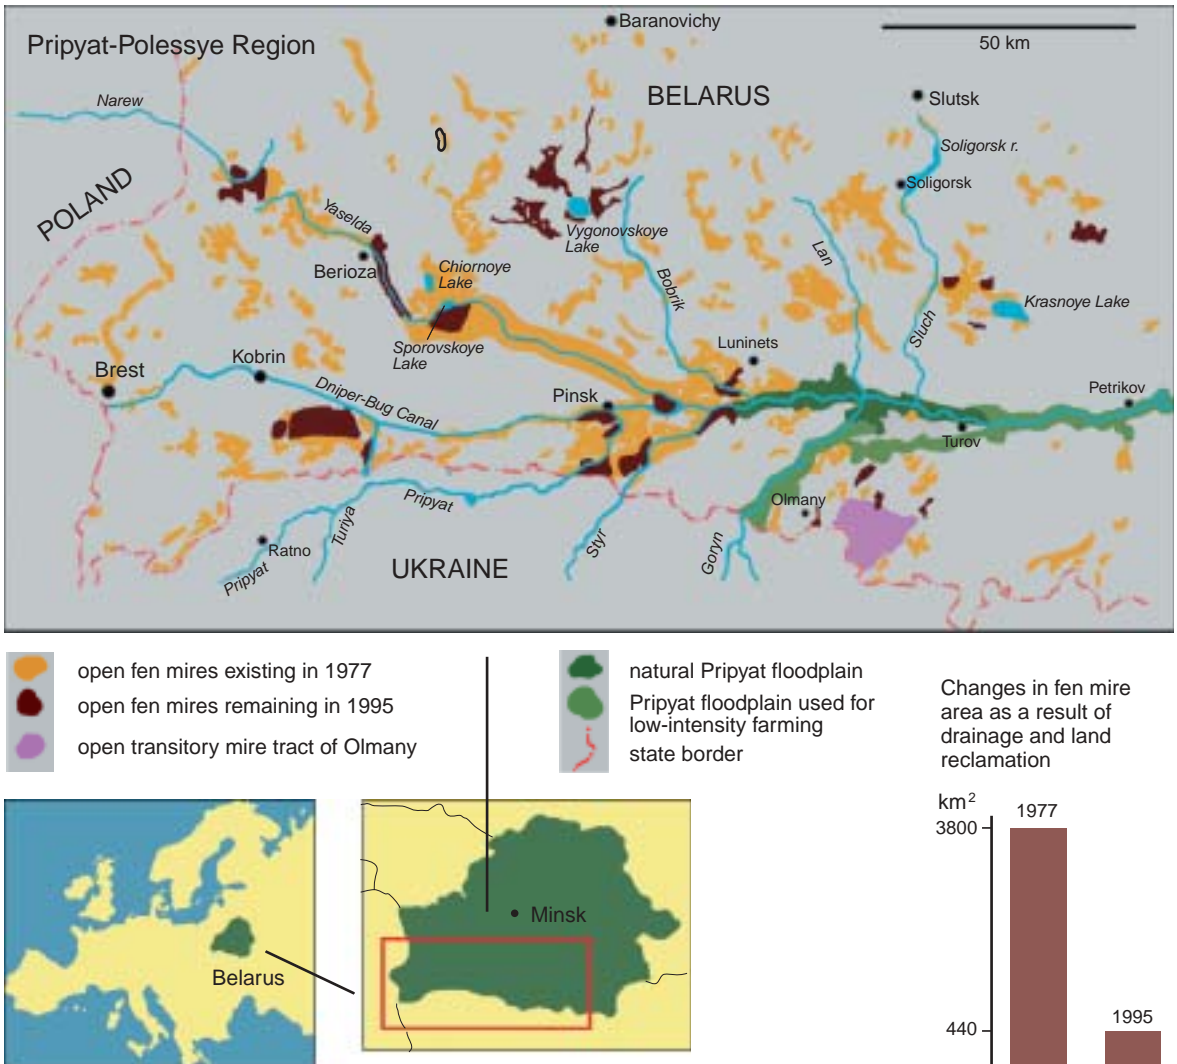 Pripyat-Polessye Region
Baranovichy
50 km
BELARUS
Narew
Slutsk
Soligorsk r.
POLAND
Soligorsk
Yaselda
Vygonovskoye
Lake
Lan
Berioza
Chiornoye
Lake
Bobrik
Krasnoye Lake
Sporovskoye
Lake
Sluch
Luninets
Brest
Kobrin
Dniper-Bug Canal
Pinsk
Petrikov
Turov
Pripyat
Olmany
Turiya
Styr
Goryn
Ratno
Pripyat
UKRAINE
open fen mires existing in 1977
open fen mires remaining in 1995
open transitory mire tract of Olmany
natural Pripyat floodplain
Pripyat floodplain used for
low-intensity farming
state border
Changes in fen mire
area as a result of
drainage and land
reclamation
km²
1977
3800
1995
440
Minsk
Belarus